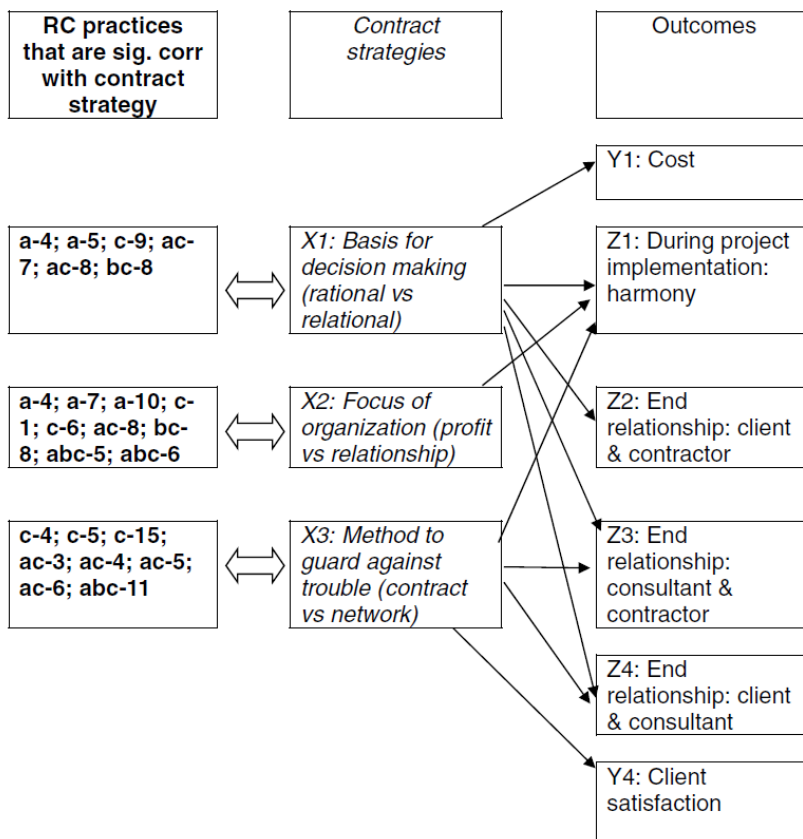 RC practices
that are sig. corr
with contract
strategy
Contract
strategies
Outcomes
Y1: Cost
a-4; a-5; c-9; ac-
7; ac-8; bc-8
X1: Basis for
decision making
(rational vs
relational)
Z1: During project
implementation:
harmony
a-4; a-7; a-10; c-
1; c-6; ac-8; bc-
8; abc-5; abc-6
X2: Focus of
organization (profit
vs relationship)
Z2: End
relationship: client
& contractor
c-4; c-5; c-15;
ac-3; ac-4; ac-5;
ac-6; abc-11
X3: Method to
guard against
trouble (contract
vs network)
Z3: End
relationship:
consultant &
contractor
Z4: End
relationship: client
& consultant
Y4: Client
satisfaction